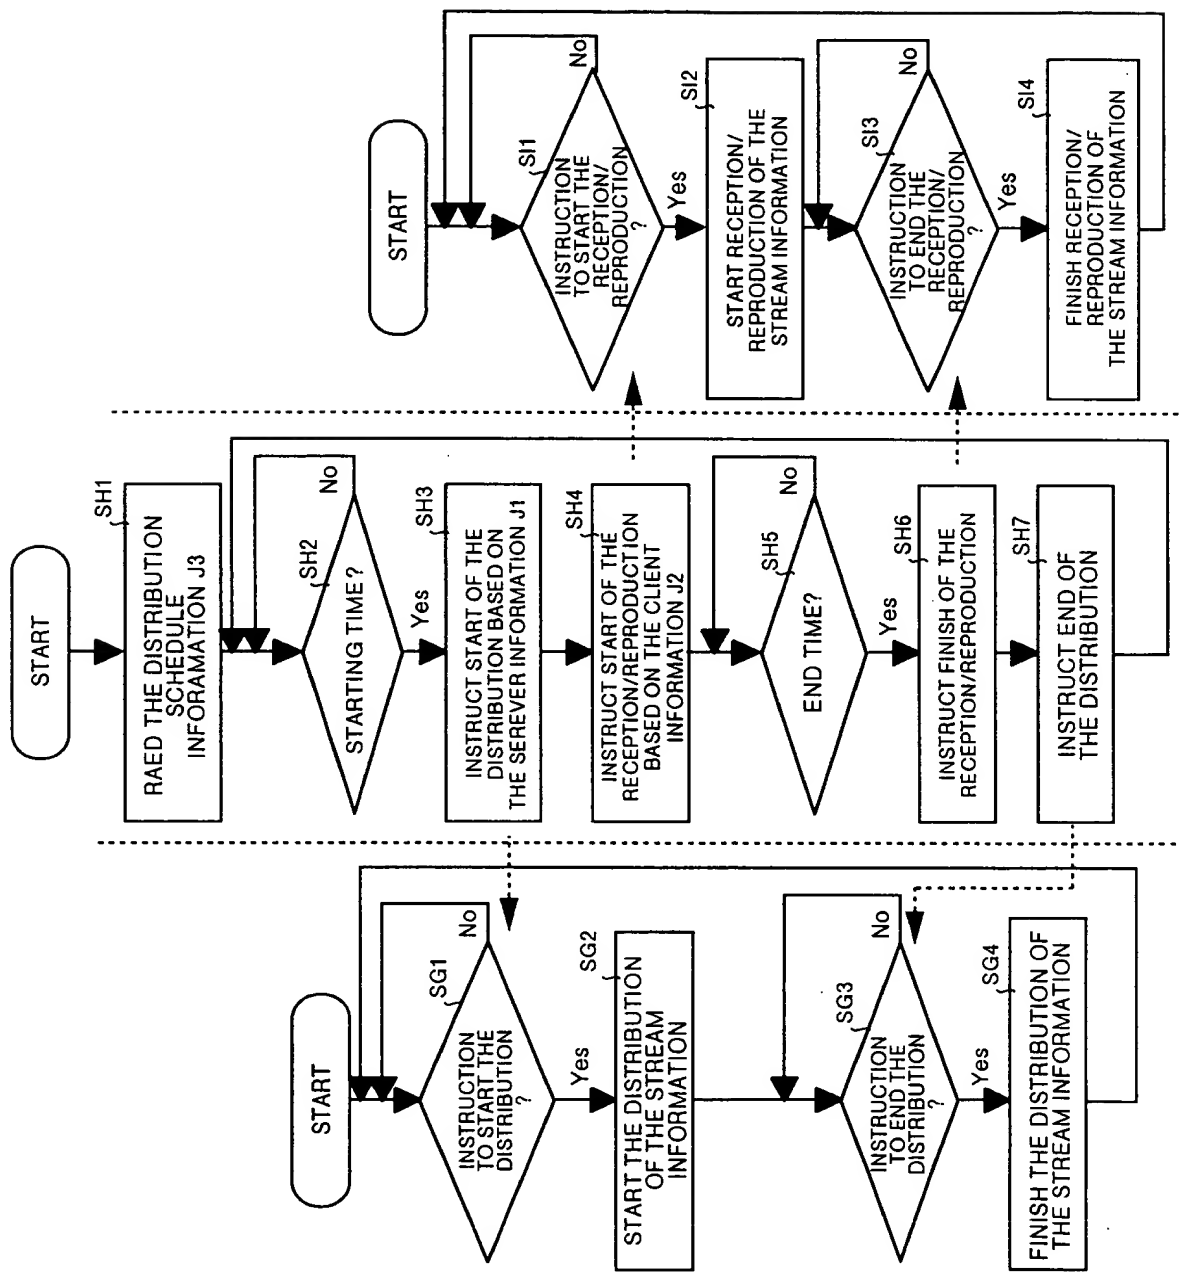 START
SG1
INSTRUCTION
TO START THE
DISTRIBUTION
?
No
Yes
SG2
START THE DISTRIBUTION
OF THE STREAM
INFORMATION
SG3
INSTRUCTION
TO END THE
DISTRIBUTION
?
No
Yes
SG4
FINISH THE DISTRIBUTION OF
THE STREAM INFORMATION
START
SH1
RAED THE DISTRIBUTION
SCHEDULE
INFORAMATION J3
SH2
STARTING TIME?
No
Yes
SH3
INSTRUCT START OF THE
DISTRIBUTION BASED ON
THE SEREVER INFORMATION J1
SH4
INSTRUCT START OF THE
RECEPTION/REPRODUCTION
BASED ON THE CLIENT
INFORMATION J2
SH5
END TIME?
No
Yes
SH6
INSTRUCT FINISH OF THE
RECEPTION/REPRODUCTION
SH7
INSTRUCT END OF
THE DISTRIBUTION
START
SI1
INSTRUCTION
TO START THE
RECEPTION/
REPRODUCTION
?
No
Yes
SI2
START RECEPTION/
REPRODUCTION OF THE
STREAM INFORMATION
SI3
INSTRUCTION
TO END THE
RECEPTION/
REPRODUCTION
?
No
Yes
SI4
FINISH RECEPTION/
REPRODUCTION OF
THE STREAM INFORMATION